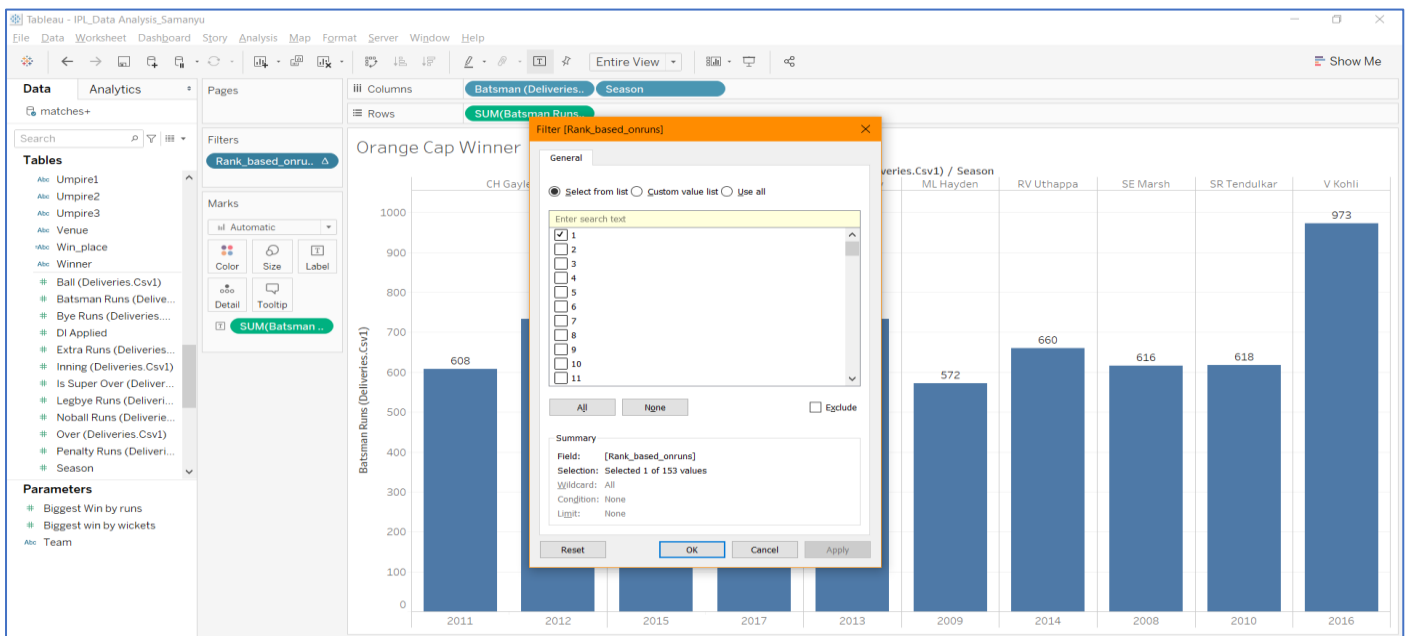 Tableau - IPL_Data Analysis_Samanyu
File Data Worksheet Dashboard Story Analysis Map Format Server Window Help
Entire View
Show Me
Data Analytics
matches+
Search
Tables
Abc Umpire1
Abc Umpire2
Abc Umpire3
Abc Venue
Abc Win_place
Abc Winner
# Ball (Deliveries.Csv1)
# Batsman Runs (Delive...
# Bye Runs (Deliveries....
# Dl Applied
# Extra Runs (Deliveries...
# Inning (Deliveries.Csv1)
# Is Super Over (Deliver...
# Legbye Runs (Deliveri...
# Noball Runs (Deliverie...
# Over (Deliveries.Csv1)
# Penalty Runs (Deliveri...
# Season
Parameters
# Biggest Win by runs
# Biggest win by wickets
Abc Team
Pages
Filters
Rank_based_onru.. Δ
Marks
Automatic
Color Size Label
Detail Tooltip
T SUM(Batsman ..
iii Columns Batsman (Deliveries.. Season
Rows SUM(Batsman Runs
Orange Cap Winner
veries.Csv1) / Season
CH Gayle ML Hayden RV Uthappa SE Marsh SR Tendulkar V Kohli
Batsman Runs (Deliveries.Csv1)
1000
900
800
700
600
500
400
300
200
100
0
608 572 660 616 618 973
2011 2012 2015 2017 2013 2009 2014 2008 2010 2016
Filter [Rank_based_onruns]
General
Select from list Custom value list Use all
Enter search text
1
2
3
4
5
6
7
8
9
10
11
All None Exclude
Summary
Field: [Rank_based_onruns]
Selection: Selected 1 of 153 values
Wildcard: All
Condition: None
Limit: None
Reset OK Cancel Apply